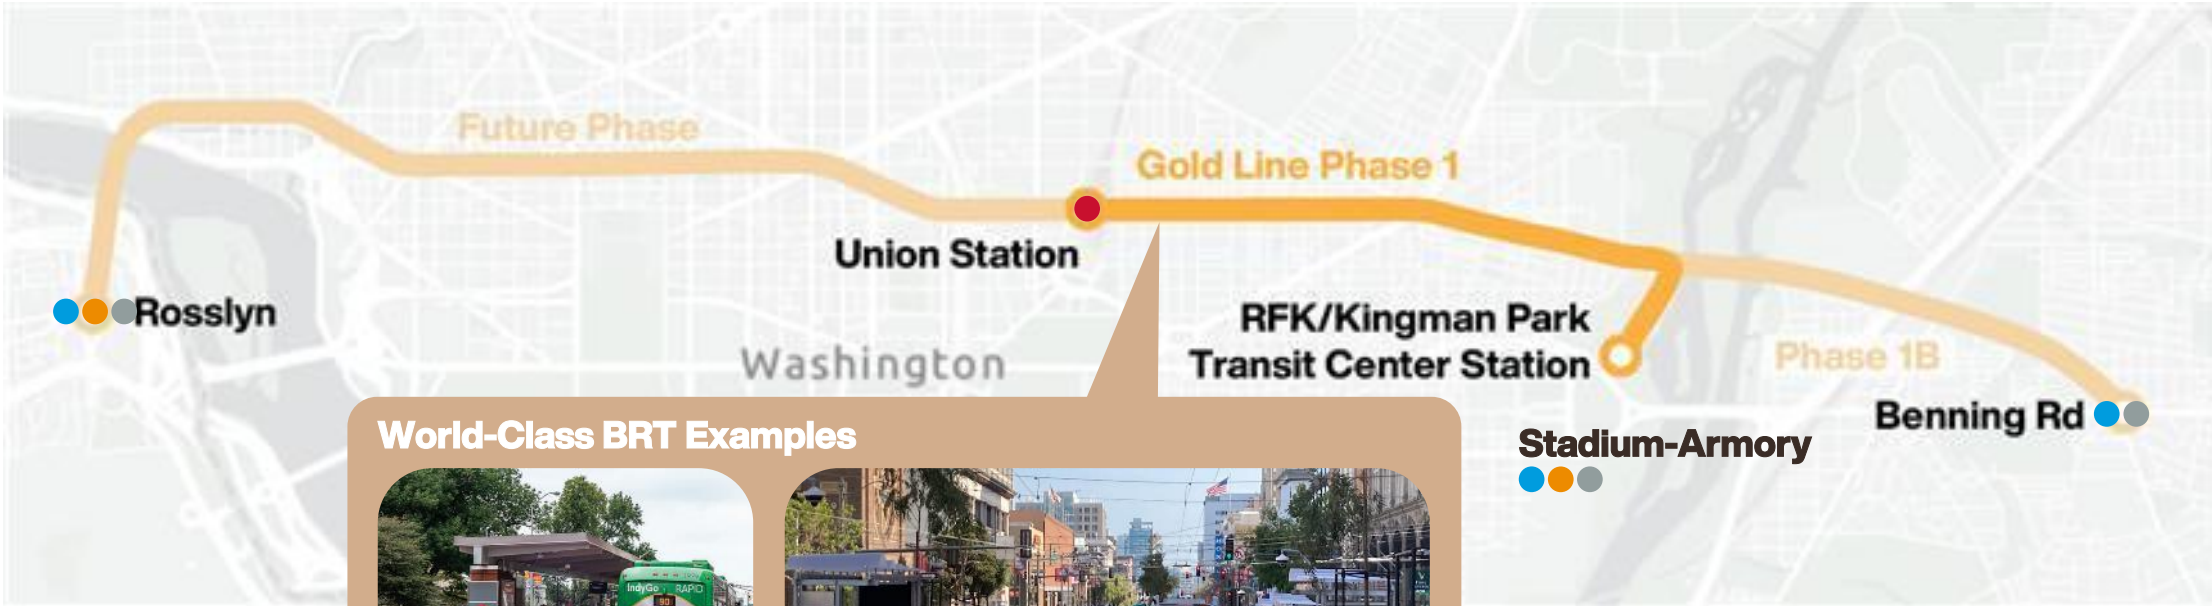 Future Phase
Gold Line Phase 1
Union Station
Rosslyn
RFK/Kingman Park
Transit Center Station
Washington
Phase 1B
Benning Rd
Stadium-Armory
World-Class BRT Examples
IndyGo RAPID
90